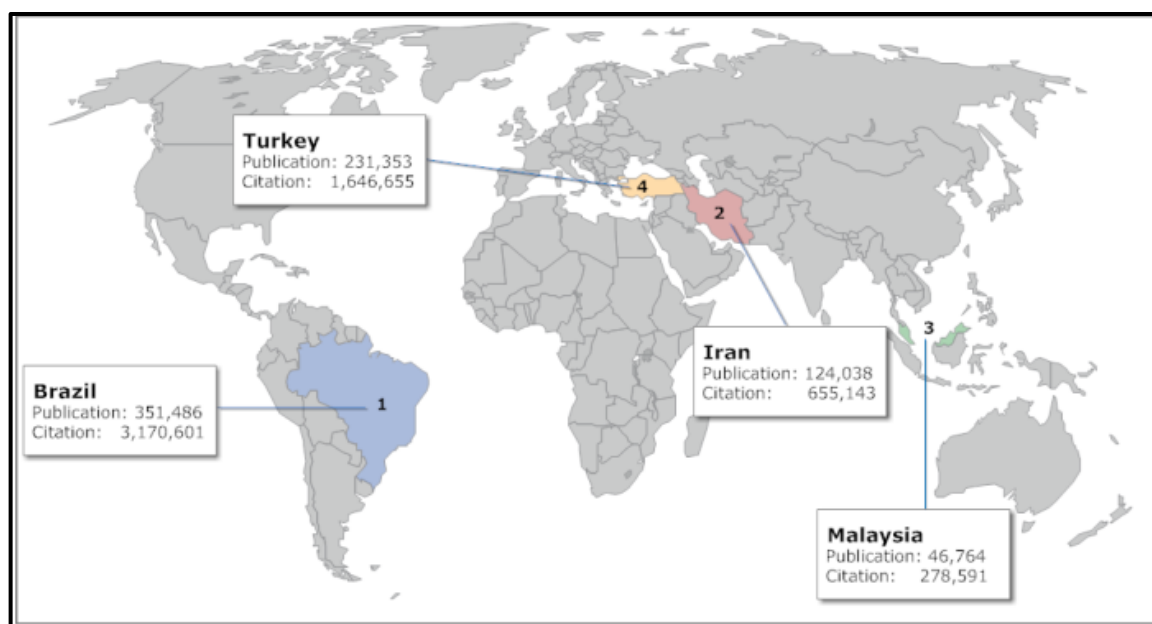 Turkey
Publication: 231,353
Citation: 1,646,655
4
2
3
Iran
Publication: 124,038
Citation: 655,143
Brazil
Publication: 351,486
Citation: 3,170,601
1
Malaysia
Publication: 46,764
Citation: 278,591